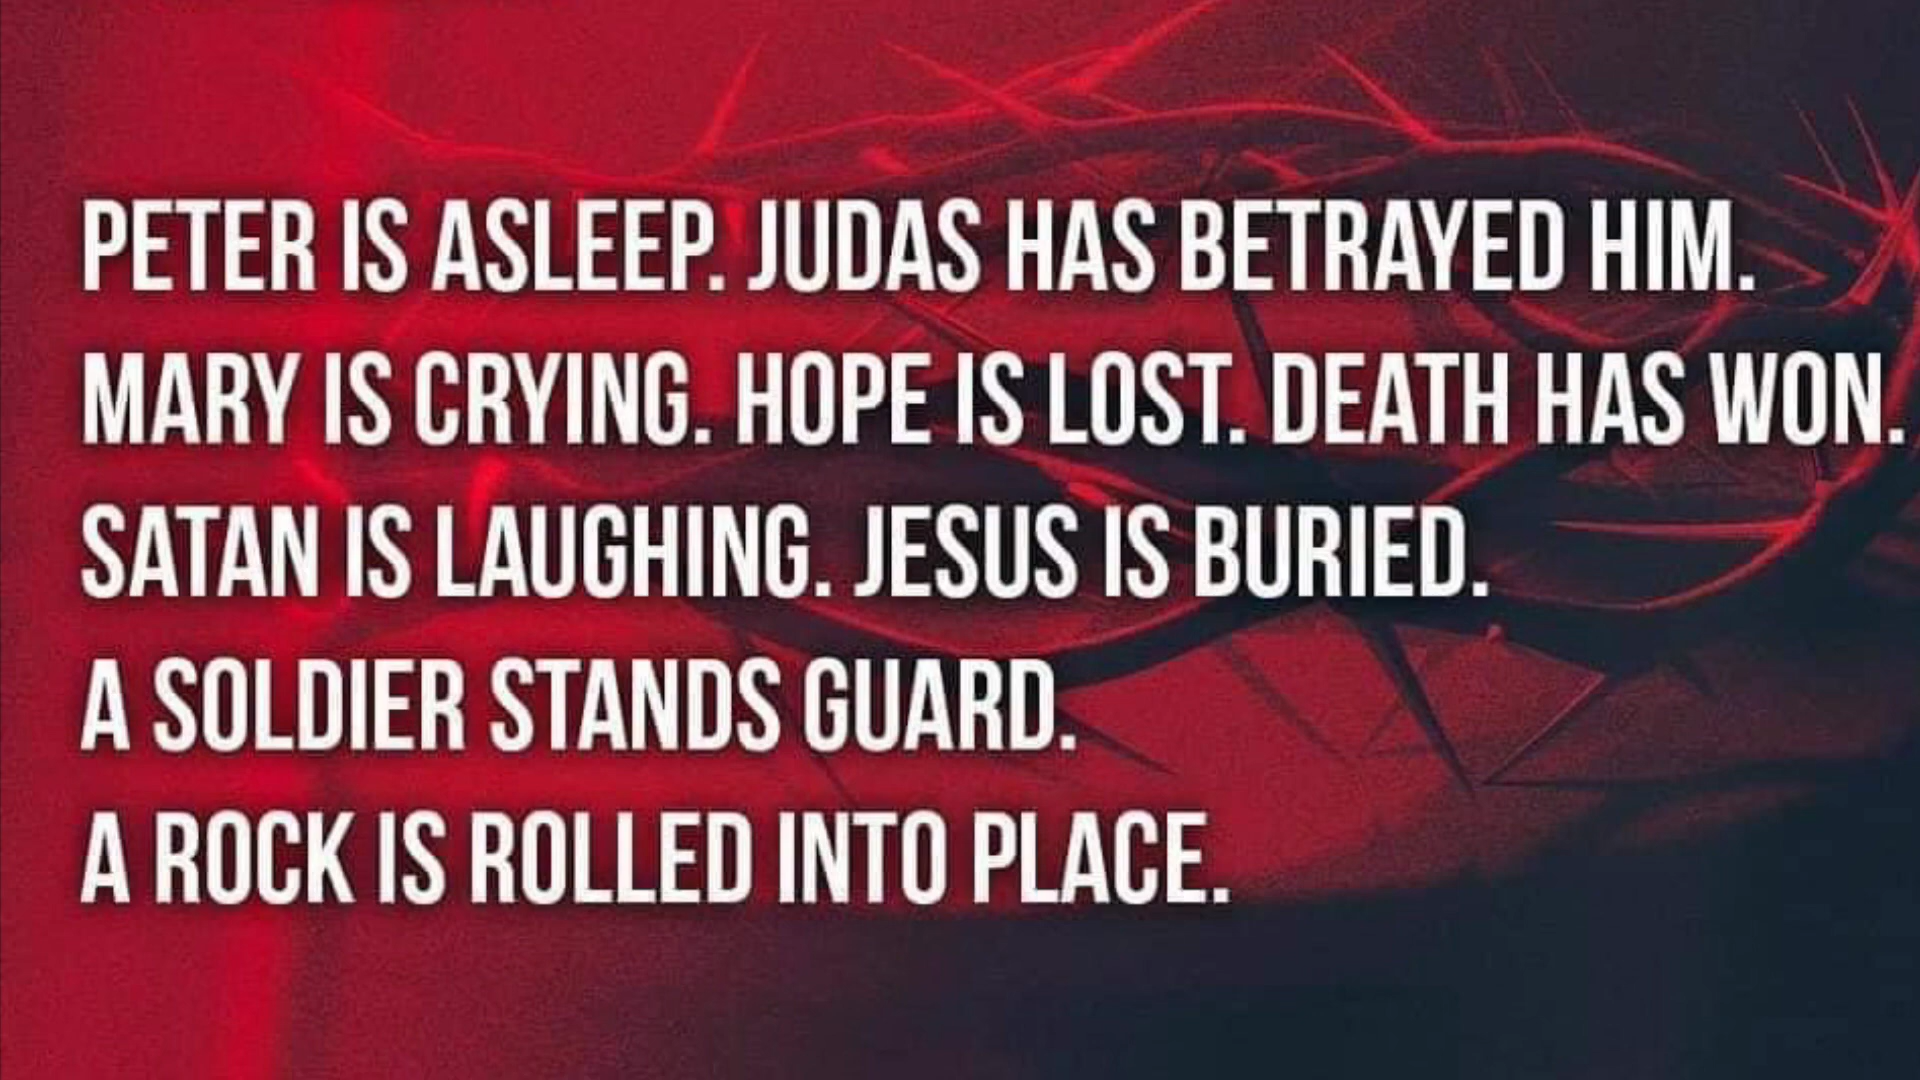 PETER IS ASLEEP. JUDAS HAS BETRAYED HIM.
MARY IS CRYING. HOPE IS LOST. DEATH HAS WON.
SATAN IS LAUGHING. JESUS IS BURIED.
A SOLDIER STANDS GUARD.
A ROCK IS ROLLED INTO PLACE.